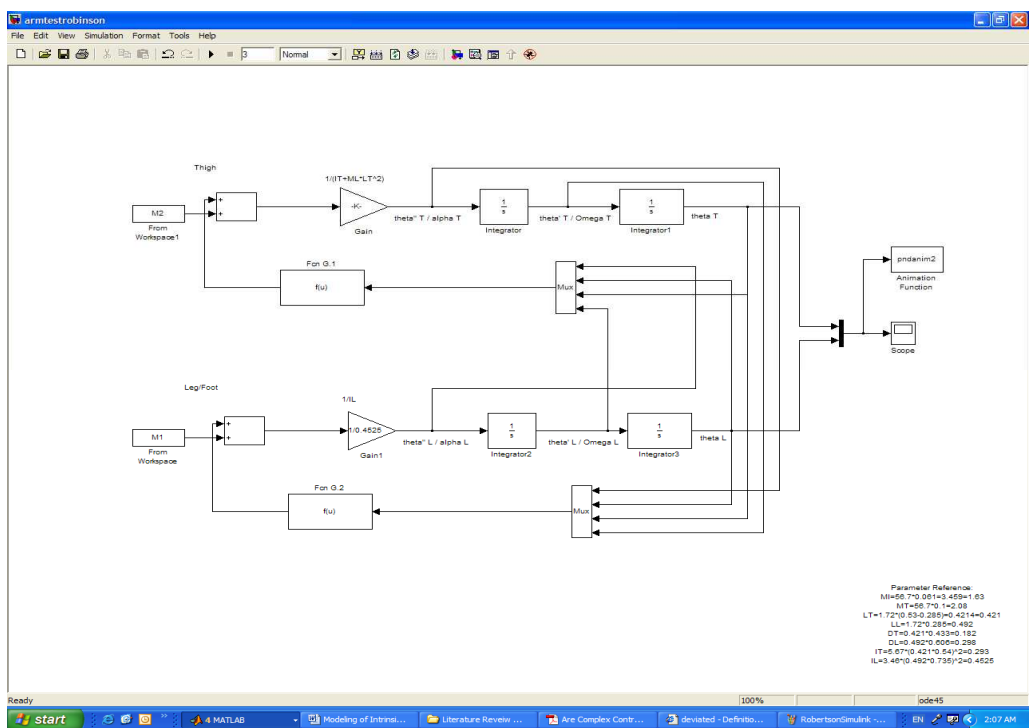 armtestrobinson
File Edit View Simulation Format Tools Help
3 Normal
Thigh
1/(IT+ML*LT^2)
M2
From
Workspace1
+
+
-K-
Gain
theta'' T / alpha T
1
s
Integrator
theta' T / Omega T
1
s
Integrator1
theta T
Fcn G.1
f(u)
Mux
pndanim2
Animation
Function
Scope
Leg/Foot
1/IL
M1
From
Workspace
+
+
1/0.4525
Gain1
theta'' L / alpha L
1
s
Integrator2
theta' L / Omega L
1
s
Integrator3
theta L
Fcn G.2
f(u)
Mux
Parameter Reference:
Ml=56.7*0.061=3.459=1.63
MT=56.7*0.1=2.08
LT=1.72*(0.53-0.285)=0.4214=0.421
LL=1.72*0.285=0.492
DT=0.421*0.433=0.182
DL=0.492*0.606=0.298
IT=5.67*(0.421*0.54)^2=0.293
IL=3.46*(0.492*0.735)^2=0.4525
Ready 100% ode45
start 4 MATLAB Modeling of Intrinsi... Literature Reveiw ... Are Complex Contr... deviated - Definitio... RobertsonSimulink -... EN 2:07 AM